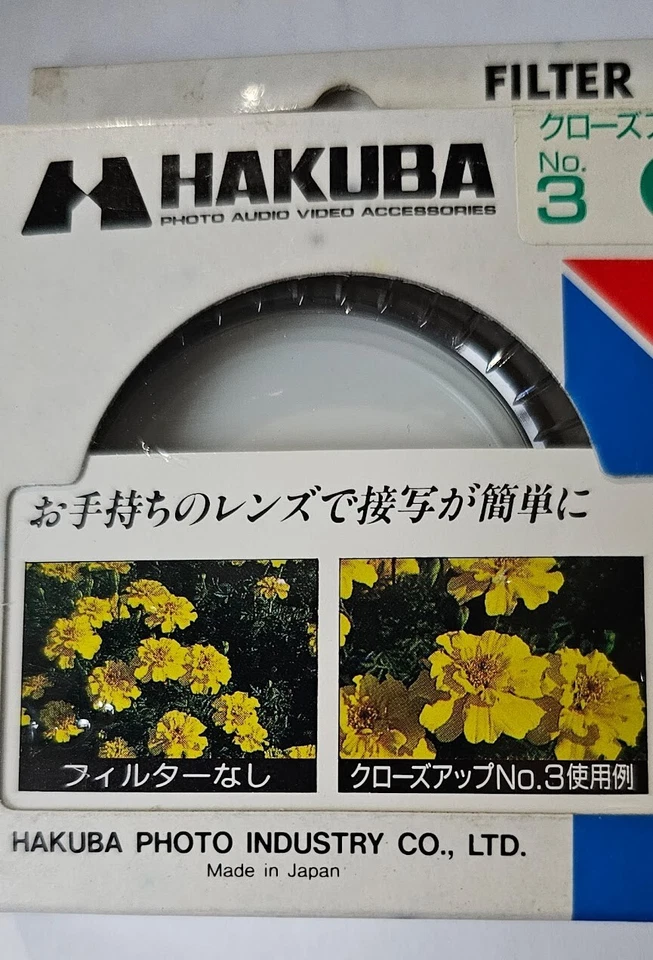 FILTER
HAKUBA
PHOTO AUDIO VIDEO ACCESSORIES
クローズ
No.
3
お手持ちのレンズで接写が簡単に
フィルターなし
クローズアップNo.3使用例
HAKUBA PHOTO INDUSTRY CO., LTD.
Made in Japan